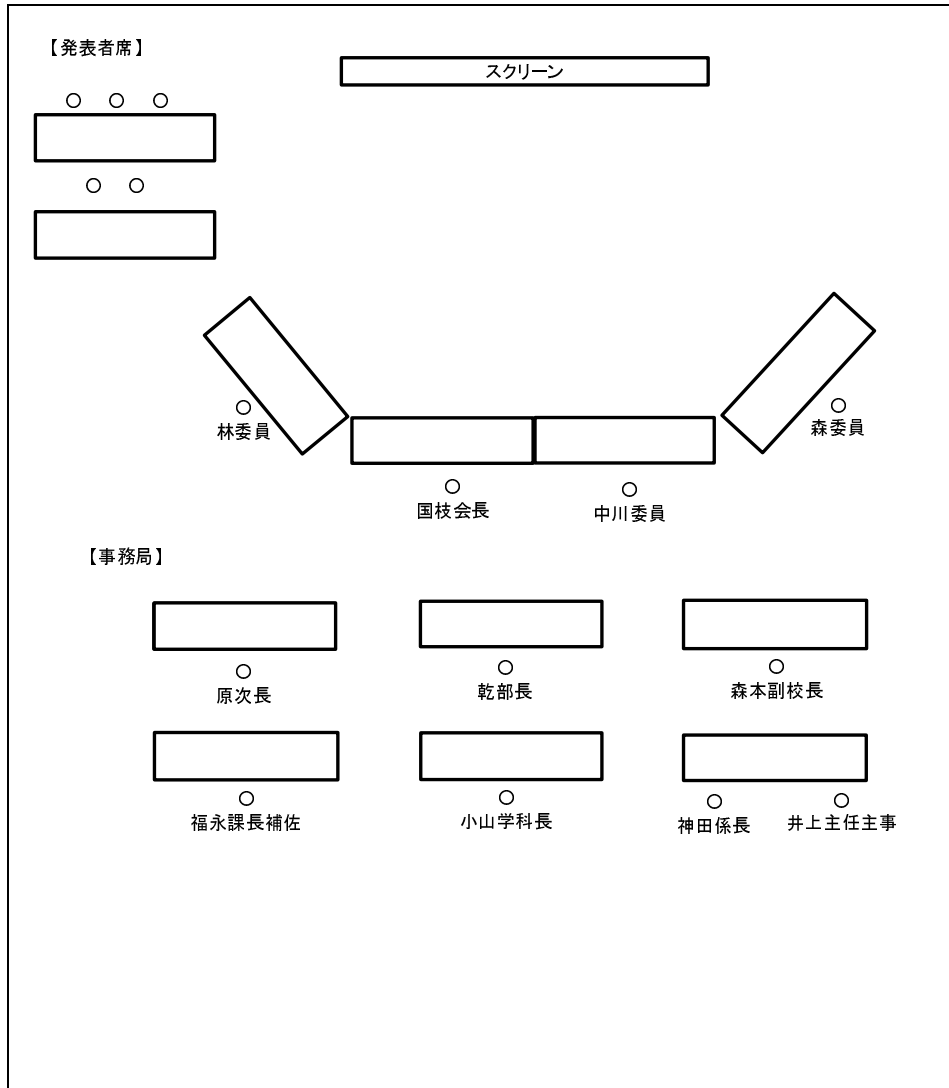 【発表者席】
スクリーン
林委員
森委員
国枝会長
中川委員
【事務局】
原次長
乾部長
森本副校長
福永課長補佐
小山学科長
神田係長
井上主任主事